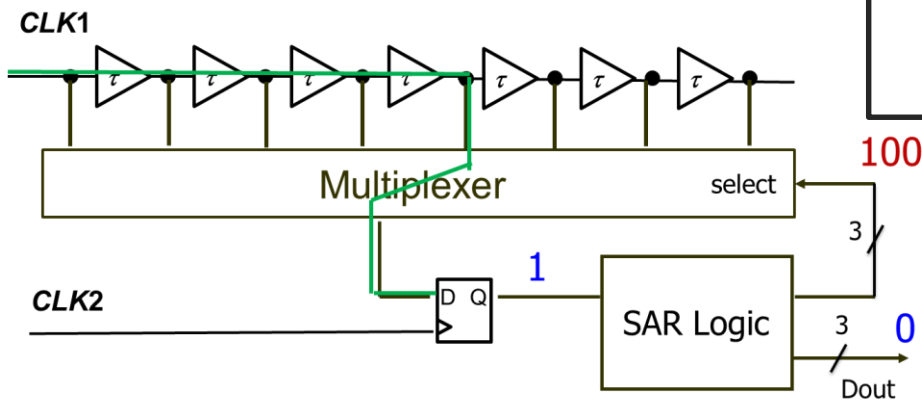 CLK1
τ τ τ τ τ τ τ
100
Multiplexer select
3
1
CLK2
D Q
SAR Logic
3 0
Dout